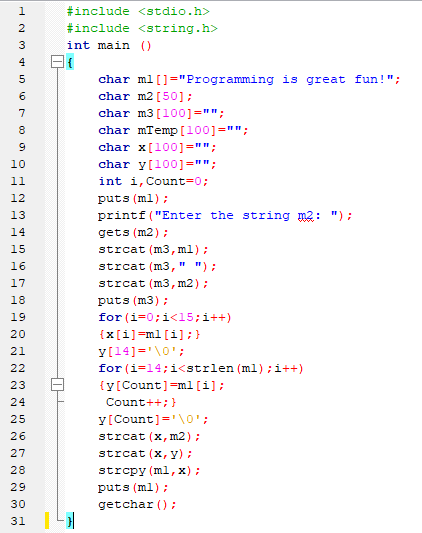 1 #include <stdio.h>
2 #include <string.h>
3 int main ()
4 {
5 char m1[]="Programming is great fun!";
6 char m2[50];
7 char m3[100]="";
8 char mTemp[100]="";
9 char x[100]="";
10 char y[100]="";
11 int i,Count=0;
12 puts(m1);
13 printf("Enter the string m2: ");
14 gets(m2);
15 strcat(m3,m1);
16 strcat(m3," ");
17 strcat(m3,m2);
18 puts(m3);
19 for(i=0;i<15;i++)
20 {x[i]=m1[i];}
21 y[14]='\0';
22 for(i=14;i<strlen(m1);i++)
23 {y[Count]=m1[i];
24 Count++;}
25 y[Count]='\0';
26 strcat(x,m2);
27 strcat(x,y);
28 strcpy(m1,x);
29 puts(m1);
30 getchar();
31 }